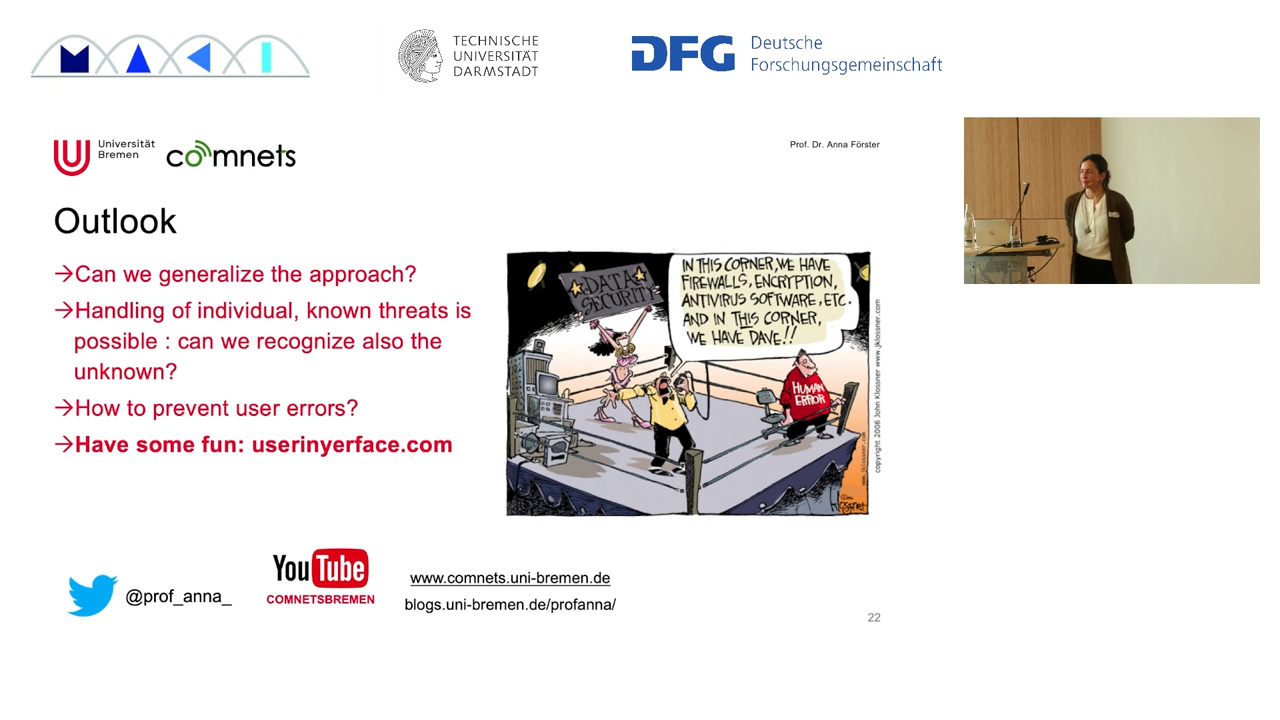 MAKI
TECHNISCHE
UNIVERSITÄT
DARMSTADT
DFG
Deutsche
Forschungsgemeinschaft
Universität
Bremen
comnets
Prof. Dr. Anna Förster
Outlook
→Can we generalize the approach?
→Handling of individual, known threats is
possible : can we recognize also the
unknown?
→How to prevent user errors?
→Have some fun: userinyerface.com
DATA
SECURITY
IN THIS CORNER, WE HAVE
FIREWALLS, ENCRYPTION,
ANTIVIRUS SOFTWARE, ETC.
AND IN THIS CORNER,
WE HAVE DAVE!!
HUMAN
ERROR
www.jklossner.com
copyright 2006 John Klossner www.jklossner.com
@prof_anna_
YouTube
COMNETSBREMEN
www.comnets.uni-bremen.de
blogs.uni-bremen.de/profanna/
22